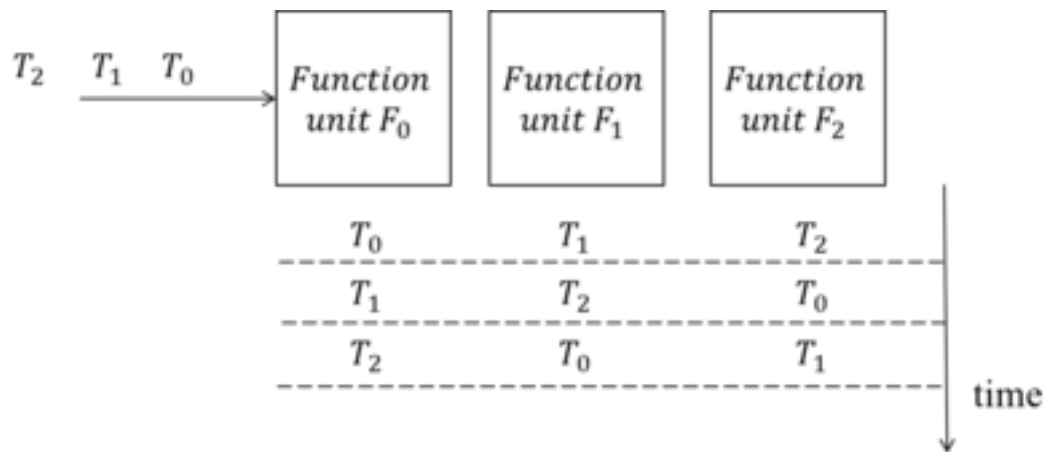 T₂ T₁ T₀
Function unit F₀
Function unit F₁
Function unit F₂
T₀ T₁ T₂
T₁ T₂ T₀
T₂ T₀ T₁
time